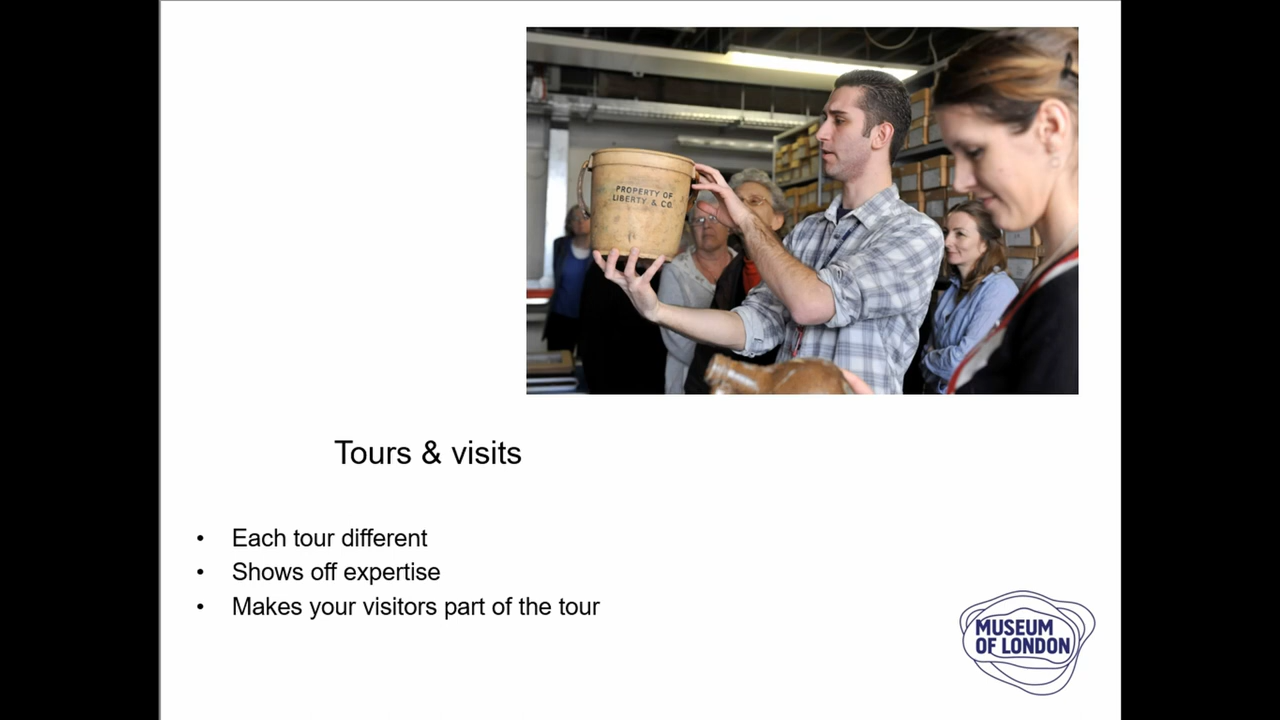 PROPERTY OF
LIBERTY & CO.
Tours & visits
• Each tour different
• Shows off expertise
• Makes your visitors part of the tour
MUSEUM
OF LONDON